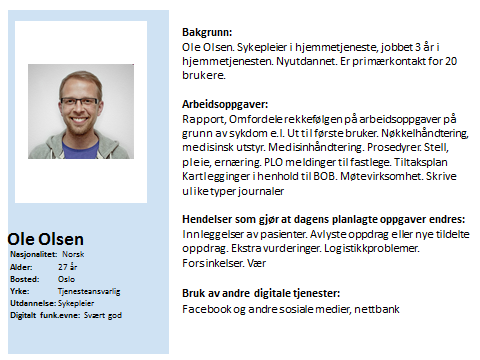 Ole Olsen
Nasjonalitet: Norsk
Alder: 27 år
Bosted: Oslo
Yrke: Tjenesteansvarlig
Utdannelse: Sykepleier
Digitalt funk.evne: Svært god
Bakgrunn:
Ole Olsen. Sykepleier i hjemmetjeneste, jobbet 3 år i
hjemmetjenesten. Nyutdannet. Er primærkontakt for 20
brukere.
Arbeidsoppgaver:
Rapport, Omfordele rekkefølgen på arbeidsoppgaver på
grunn av sykdom e.l. Ut til første bruker. Nøkkelhåndtering,
medisinsk utstyr. Medisinhåndtering. Prosedyrer. Stell,
pleie, ernæring. PLO meldinger til fastlege. Tiltaksplan
Kartlegginger i henhold til BOB. Møtevirksomhet. Skrive
ulike typer journaler
Hendelser som gjør at dagens planlagte oppgaver endres:
Innleggelser av pasienter. Avlyste oppdrag eller nye tildelte
oppdrag. Ekstra vurderinger. Logistikkproblemer.
Forsinkelser. Vær
Bruk av andre digitale tjenester:
Facebook og andre sosiale medier, nettbank